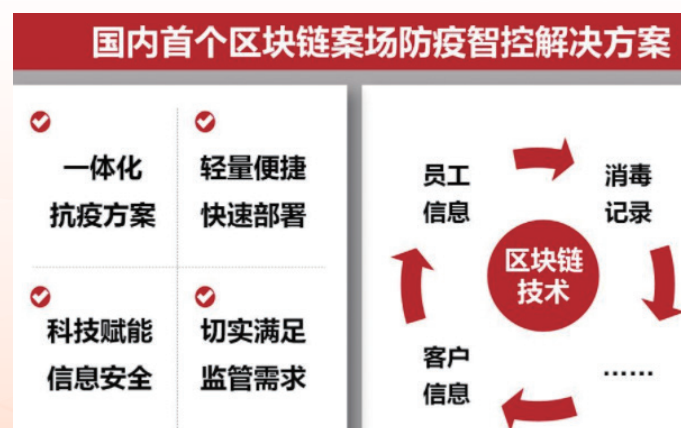 国内首个区块链案场防疫智控解决方案
一体化
抗疫方案
轻量便捷
快速部署
科技赋能
信息安全
切实满足
监管需求
员工
信息
消毒
记录
区块链
技术
客户
信息
……